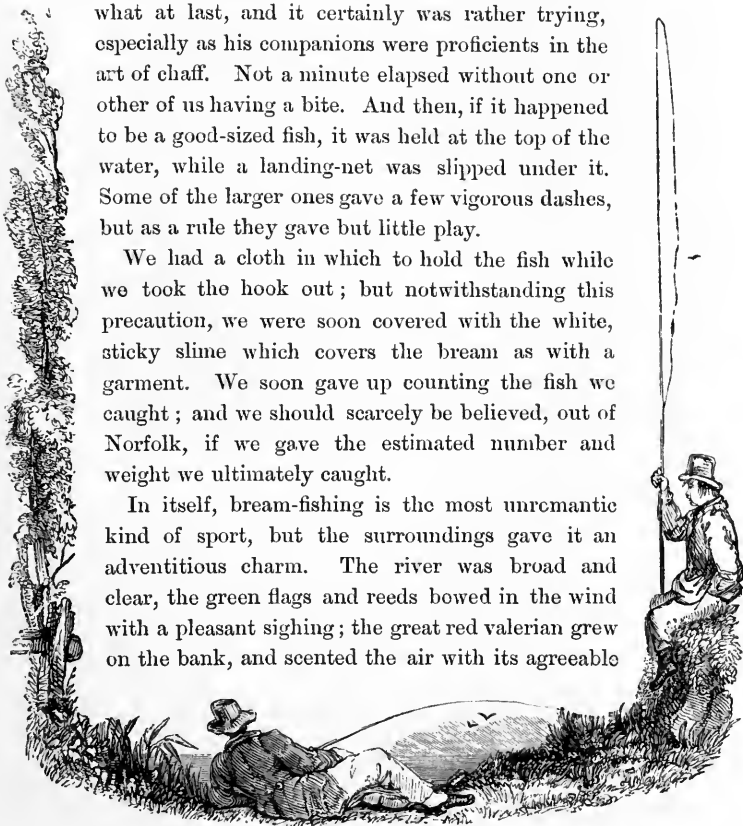 what at last, and it certainly was rather trying,
especially as his companions were proficients in the
art of chaff. Not a minute elapsed without one or
other of us having a bite. And then, if it happened
to be a good-sized fish, it was held at the top of the
water, while a landing-net was slipped under it.
Some of the larger ones gave a few vigorous dashes,
but as a rule they gave but little play.
We had a cloth in which to hold the fish while
we took the hook out; but notwithstanding this
precaution, we were soon covered with the white,
sticky slime which covers the bream as with a
garment. We soon gave up counting the fish we
caught; and we should scarcely be believed, out of
Norfolk, if we gave the estimated number and
weight we ultimately caught.
In itself, bream-fishing is the most unromantic
kind of sport, but the surroundings gave it an
adventitious charm. The river was broad and
clear, the green flags and reeds bowed in the wind
with a pleasant sighing; the great red valerian grew
on the bank, and scented the air with its agreeable